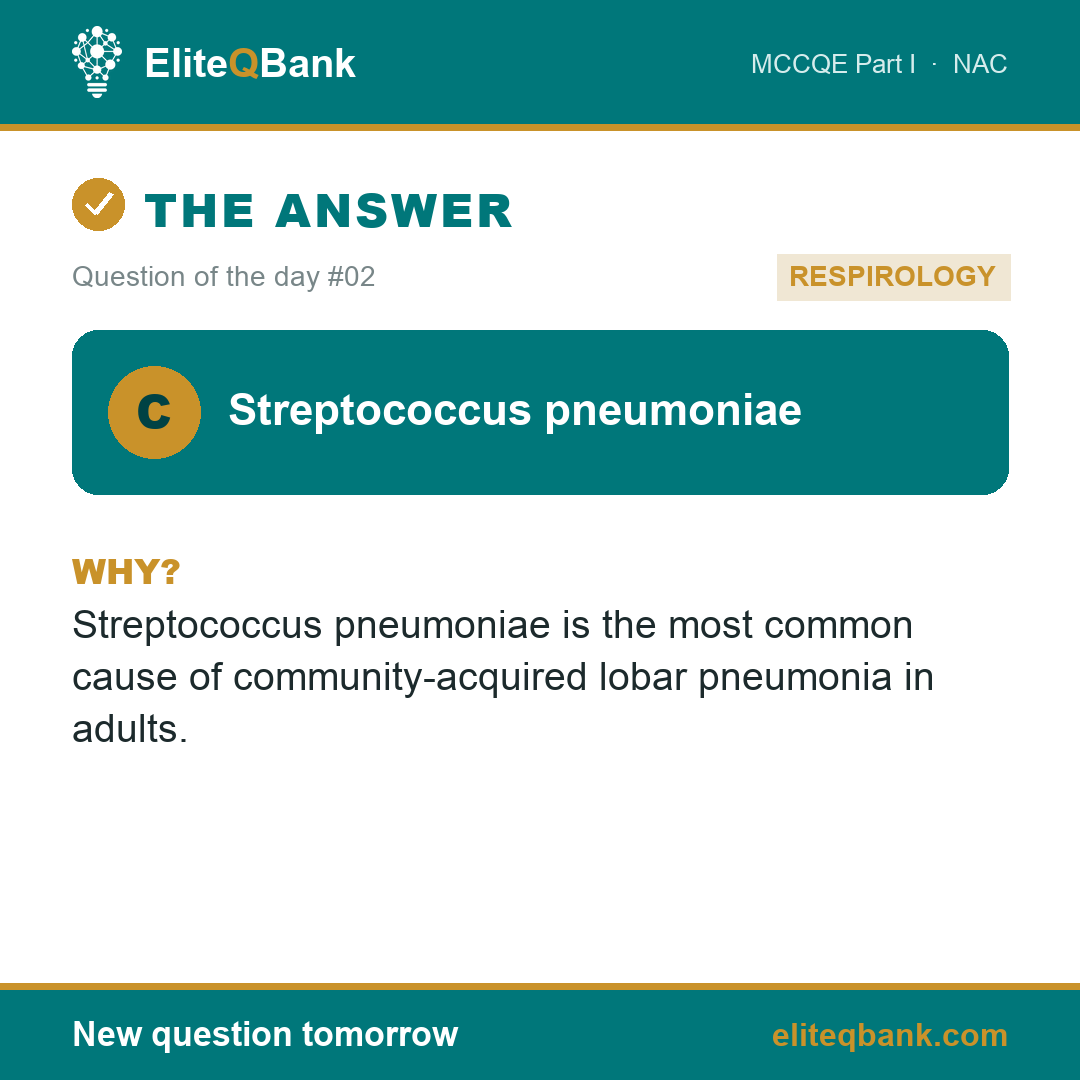 EliteQBank
MCCQE Part I · NAC
THE ANSWER
Question of the day #02
RESPIROLOGY
C
Streptococcus pneumoniae
WHY?
Streptococcus pneumoniae is the most common
cause of community-acquired lobar pneumonia in
adults.
New question tomorrow
eliteqbank.com